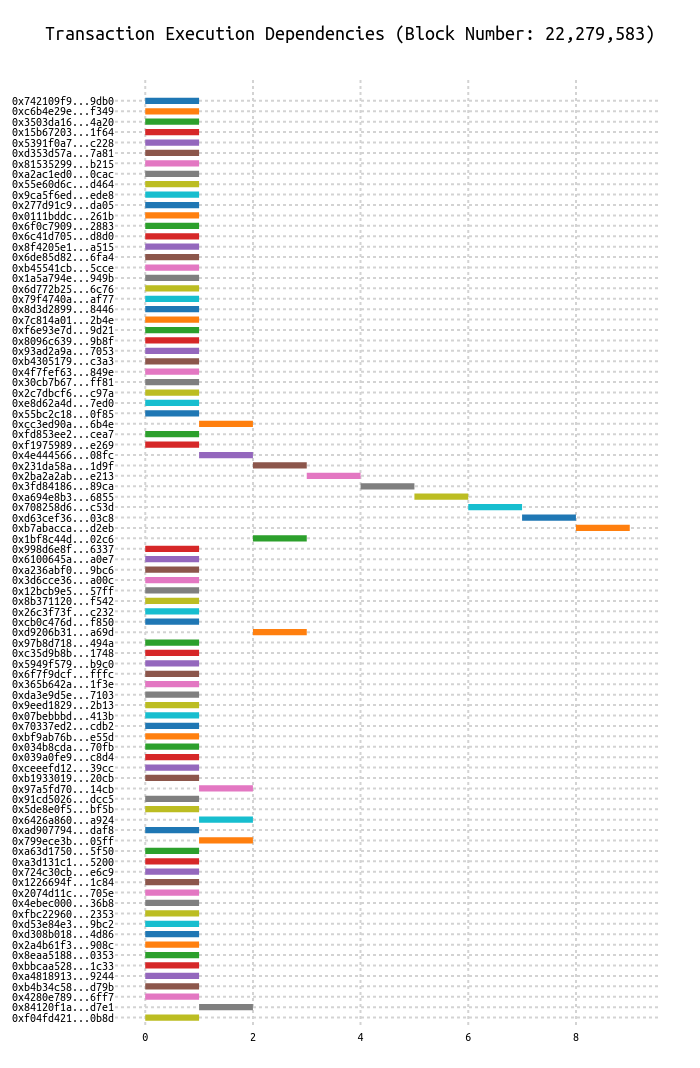 Transaction Execution Dependencies (Block Number: 22,279,583)
0x742109f9...9db0
0xc6b4e29e...f349
0x3503da16...4a20
0x15b67203...1f64
0x5391f0a7...c228
0xd353d57a...7a81
0x81535299...b215
0xa2ac1ed0...0cac
0x55e60d6c...d464
0x9ca5f6ed...ede8
0x277d91c9...da05
0x0111bddc...261b
0x6f0c7909...2883
0x6c41d705...d8d0
0x8f4205e1...a515
0x6de85d82...6fa4
0xb45541cb...5cce
0x1a5a794e...949b
0x6d772b25...6c76
0x79f4740a...af77
0x8d3d2899...8446
0x7c814a01...2b4e
0xf6e93e7d...9d21
0x8096c639...9b8f
0x93ad2a9a...7053
0xb4305179...c3a3
0x4f7fef63...849e
0x30cb7b67...ff81
0x2c7dbcf6...c97a
0xe8d62a4d...7ed0
0x55bc2c18...0f85
0xcc3ed90a...6b4e
0xfd853ee2...cea7
0xf1975989...e269
0x4e444566...08fc
0x231da58a...1d9f
0x2ba2a2ab...e213
0x3fd84186...89ca
0xa694e8b3...6855
0x708258d6...c53d
0xd63cef36...03c8
0xb7abacca...d2eb
0x1bf8c44d...02c6
0x998d6e8f...6337
0x6100645a...a0e7
0xa236abf0...9bc6
0x3d6cce36...a00c
0x12bcb9e5...57ff
0x8b371120...f542
0x26c3f73f...c232
0xcb0c476d...f850
0xd9206b31...a69d
0x97b8d718...494a
0xc35d9b8b...1748
0x5949f579...b9c0
0x6f7f9dcf...fffc
0x365b642a...1f3e
0xda3e9d5e...7103
0x9eed1829...2b13
0x07bebbbd...413b
0x70337ed2...cdb2
0xbf9ab76b...e55d
0x034b8cda...70fb
0x039a0fe9...c8d4
0xceeefd12...39cc
0xb1933019...20cb
0x97a5fd70...14cb
0x91cd5026...dcc5
0x5de8e0f5...bf5b
0x6426a860...a924
0xad907794...daf8
0x799ece3b...05ff
0xa63d1750...5f50
0xa3d131c1...5200
0x724c30cb...e6c9
0x1226694f...1c84
0x2074d11c...705e
0x4ebec000...36b8
0xfbc22960...2353
0xd53e84e3...9bc2
0xd308b018...4d86
0x2a4b61f3...908c
0x8eaa5188...0353
0xbbcaa528...1c33
0xa4818913...9244
0xb4b34c58...d79b
0x4280e789...6ff7
0x84120f1a...d7e1
0xf04fd421...0b8d
0 2 4 6 8